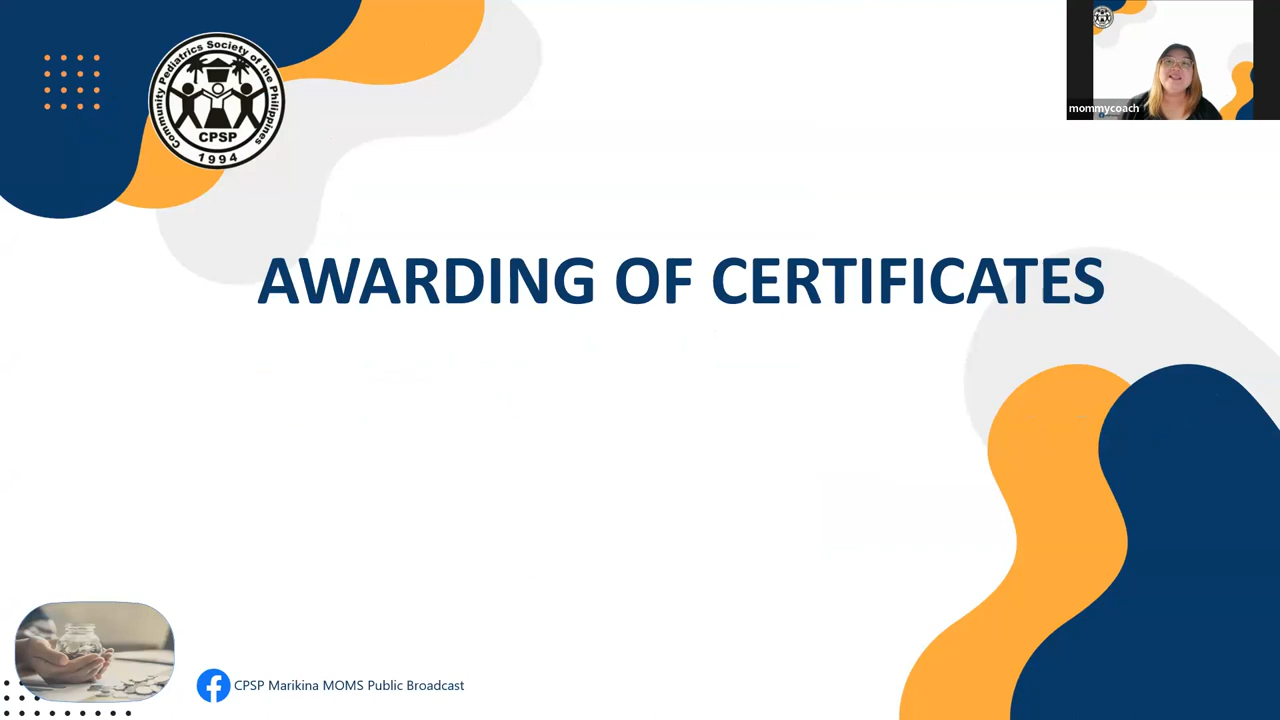 Community Pediatrics Society of the Philippines
CPSP
1994
mommycoach
AWARDING OF CERTIFICATES
CPSP Marikina MOMS Public Broadcast